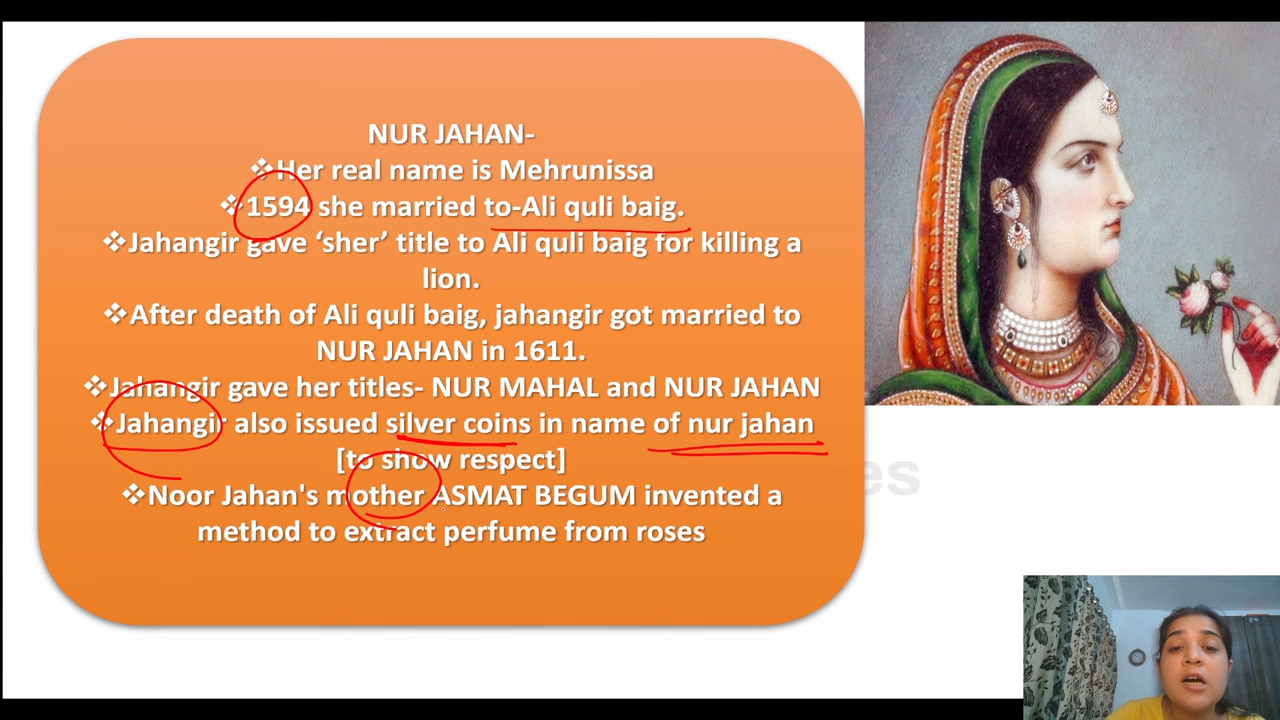 NUR JAHAN-
❖Her real name is Mehrunissa
❖1594 she married to-Ali quli baig.
❖Jahangir gave ‘sher’ title to Ali quli baig for killing a
lion.
❖After death of Ali quli baig, jahangir got married to
NUR JAHAN in 1611.
❖Jahangir gave her titles- NUR MAHAL and NUR JAHAN
❖Jahangir also issued silver coins in name of nur jahan
[to show respect]
❖Noor Jahan's mother ASMAT BEGUM invented a
method to extract perfume from roses